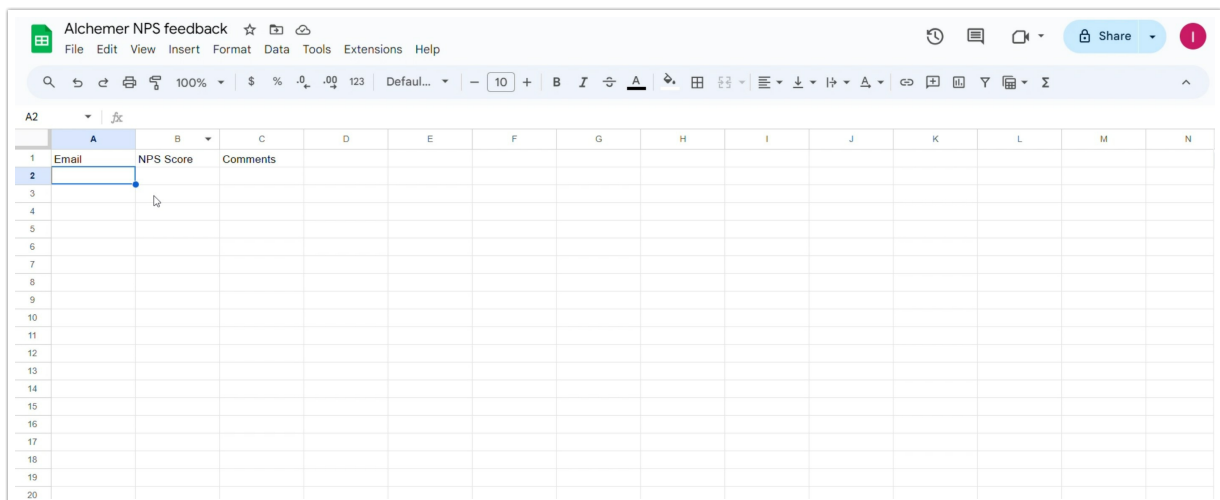 Alchemer NPS feedback
File Edit View Insert Format Data Tools Extensions Help
Share
I
100% $ % .0 .00 123 Defaul... 10 B I A A Σ
A2 fx
A B C D E F G H I J K L M N
1 Email NPS Score Comments
2
3
4
5
6
7
8
9
10
11
12
13
14
15
16
17
18
19
20